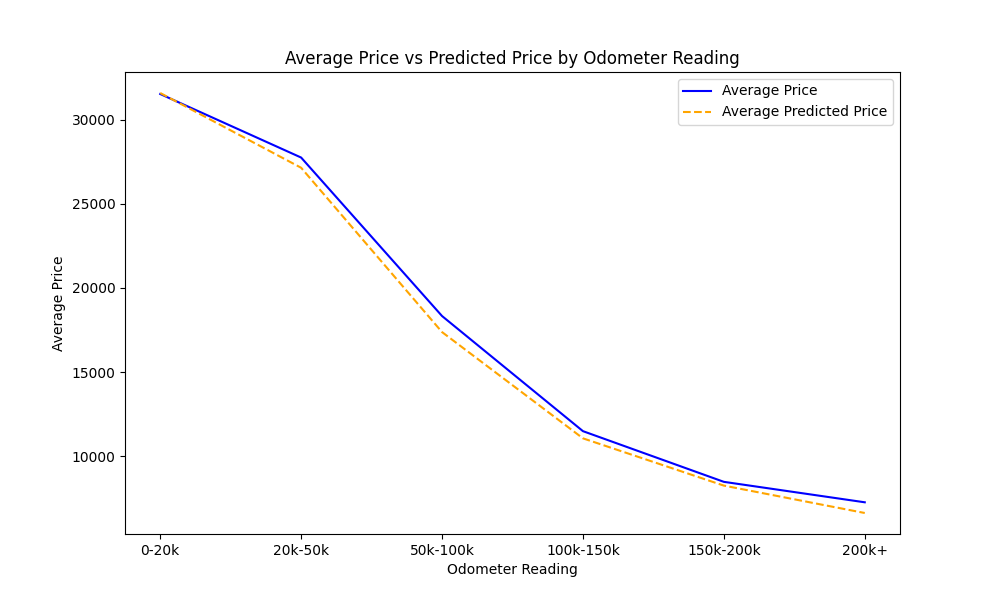 Average Price vs Predicted Price by Odometer Reading
Average Price
Average Predicted Price
30000
25000
20000
15000
10000
Average Price
0-20k
20k-50k
50k-100k
100k-150k
150k-200k
200k+
Odometer Reading